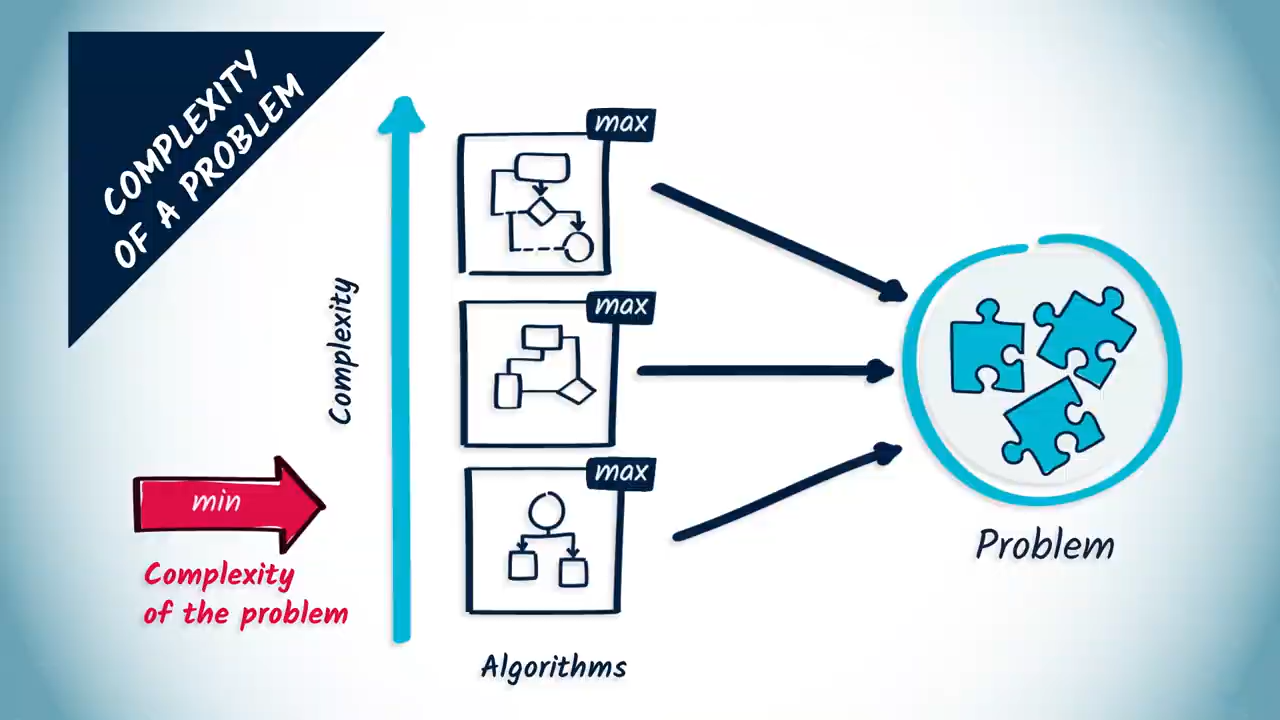 COMPLEXITY
OF A PROBLEM
max
max
max
Complexity
min
Complexity
of the problem
Algorithms
Problem